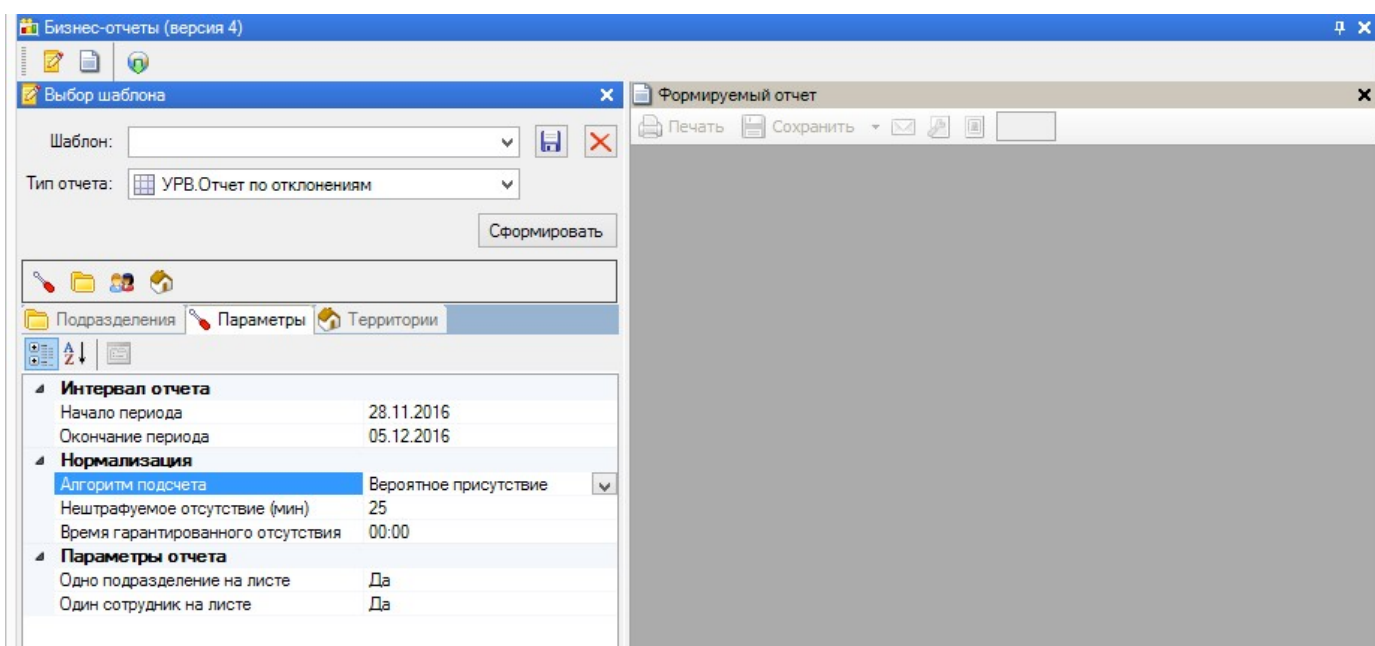 Бизнес-отчеты (версия 4)
Выбор шаблона
Шаблон:
Тип отчета: УРВ.Отчет по отклонениям
Сформировать
Подразделения Параметры Территории
Интервал отчета
Начало периода 28.11.2016
Окончание периода 05.12.2016
Нормализация
Алгоритм подсчета Вероятное присутствие
Нештрафуемое отсутствие (мин) 25
Время гарантированного отсутствия 00:00
Параметры отчета
Одно подразделение на листе Да
Один сотрудник на листе Да
Формируемый отчет
Печать Сохранить